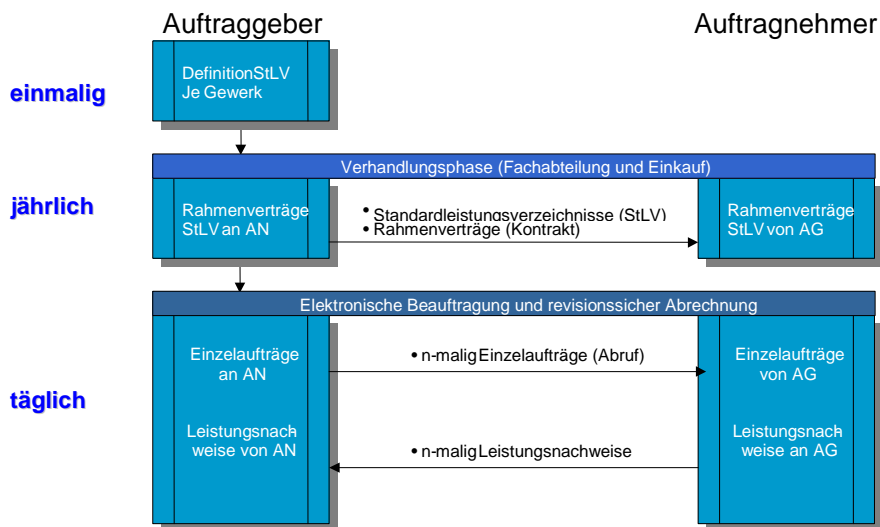 Auftraggeber
Auftragnehmer
einmalig
DefinitionStLV
Je Gewerk
Verhandlungsphase (Fachabteilung und Einkauf)
jährlich
Rahmenverträge
StLV an AN
• Standardleistungsverzeichnisse (StLV)
• Rahmenverträge (Kontrakt)
Rahmenverträge
StLV von AG
Elektronische Beauftragung und revisionssicher Abrechnung
täglich
Einzelaufträge
an AN
• n-malig Einzelaufträge (Abruf)
Einzelaufträge
von AG
Leistungsnach-
weise von AN
• n-malig Leistungsnachweise
Leistungsnach-
weise an AG